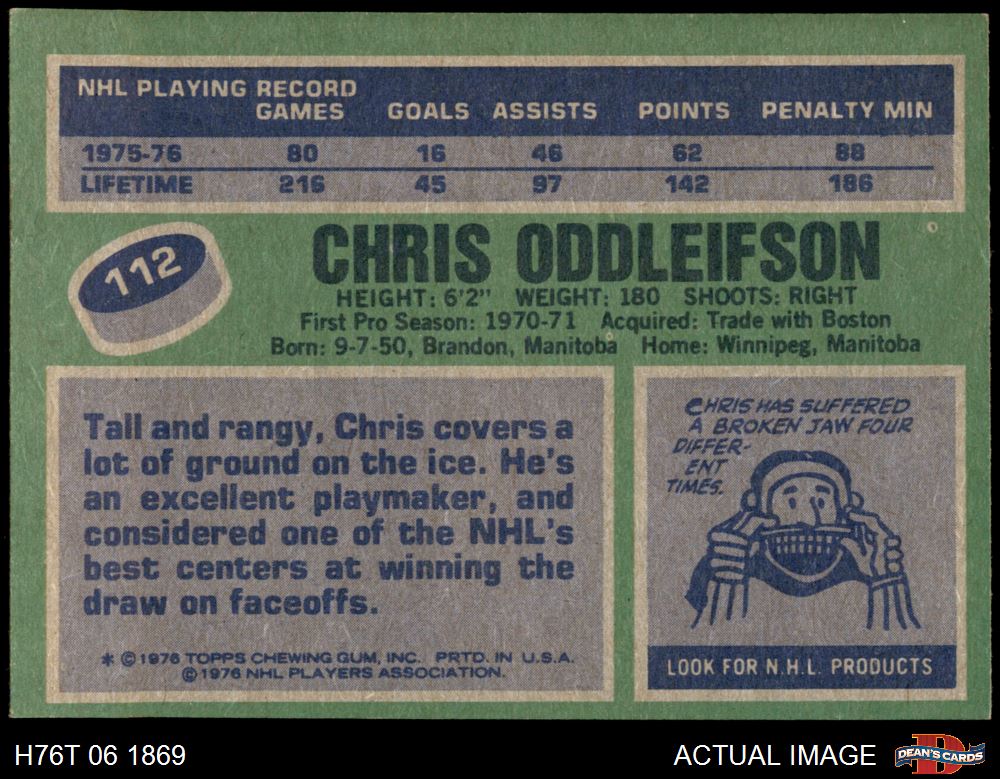 NHL PLAYING RECORD
GAMES GOALS ASSISTS POINTS PENALTY MIN
1975-76 80 16 46 62 88
LIFETIME 216 45 97 142 186
112
CHRIS ODDLEIFSON
HEIGHT: 6'2" WEIGHT: 180 SHOOTS: RIGHT
First Pro Season: 1970-71 Acquired: Trade with Boston
Born: 9-7-50, Brandon, Manitoba Home: Winnipeg, Manitoba
Tall and rangy, Chris covers a
lot of ground on the ice. He's
an excellent playmaker, and
considered one of the NHL's
best centers at winning the
draw on faceoffs.
* © 1976 TOPPS CHEWING GUM, INC. PRTD. IN U.S.A.
© 1976 NHL PLAYERS ASSOCIATION.
CHRIS HAS SUFFERED
A BROKEN JAW FOUR
DIFFER-
ENT
TIMES.
LOOK FOR N.H.L. PRODUCTS
H76T 06 1869
ACTUAL IMAGE
DEAN'S CARDS